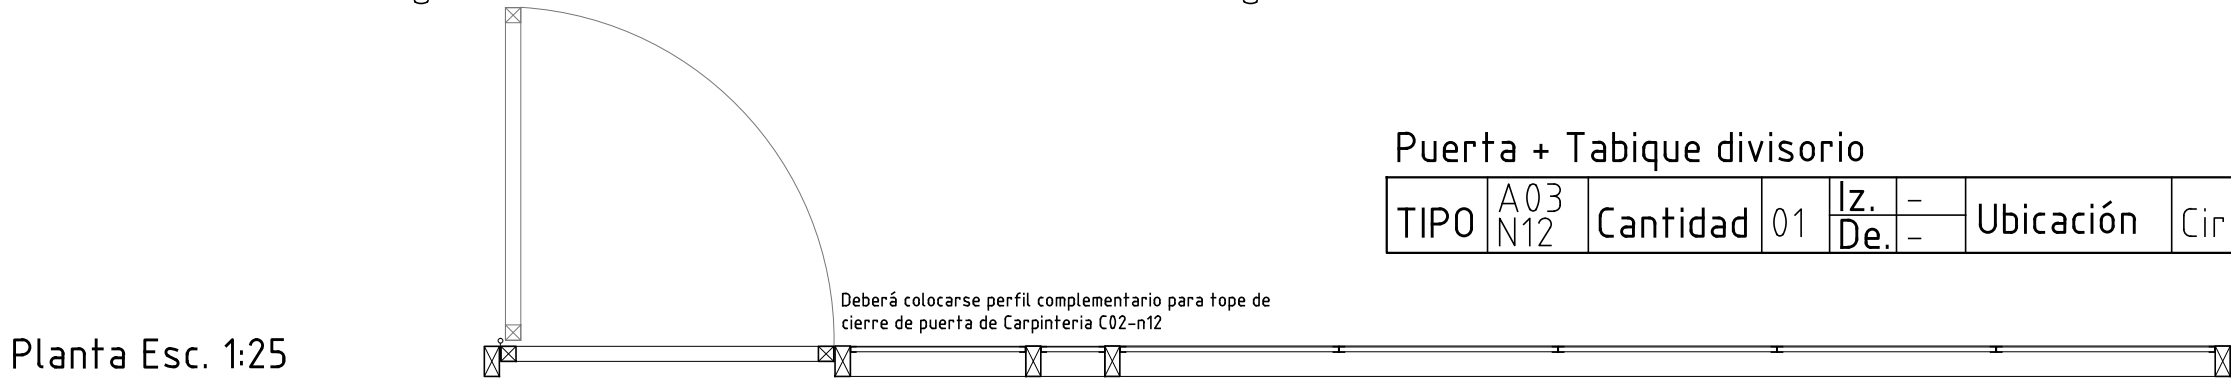 Puerta + Tabique divisorio
TIPO A03 N12 Cantidad 01 Iz. - De. - Ubicación Cir
Deberá colocarse perfil complementario para tope de
cierre de puerta de Carpinteria C02-n12
Planta Esc. 1:25